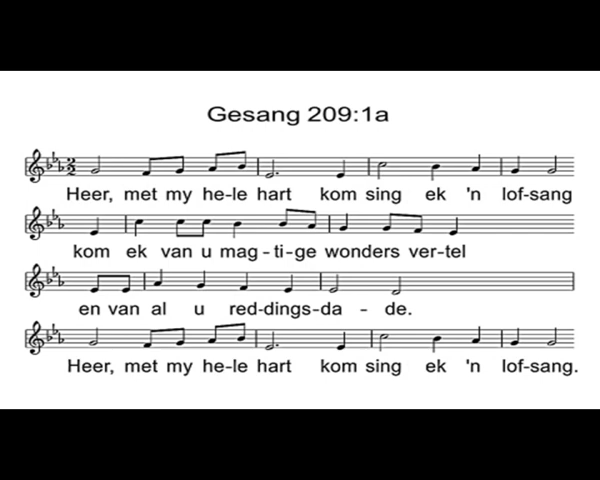 Gesang 209:1a
Heer, met my he-le hart kom sing ek 'n lof-sang
kom ek van u mag-ti-ge wonders ver-tel
en van al u red-dings-da-de.
Heer, met my he-le hart kom sing ek 'n lof-sang.